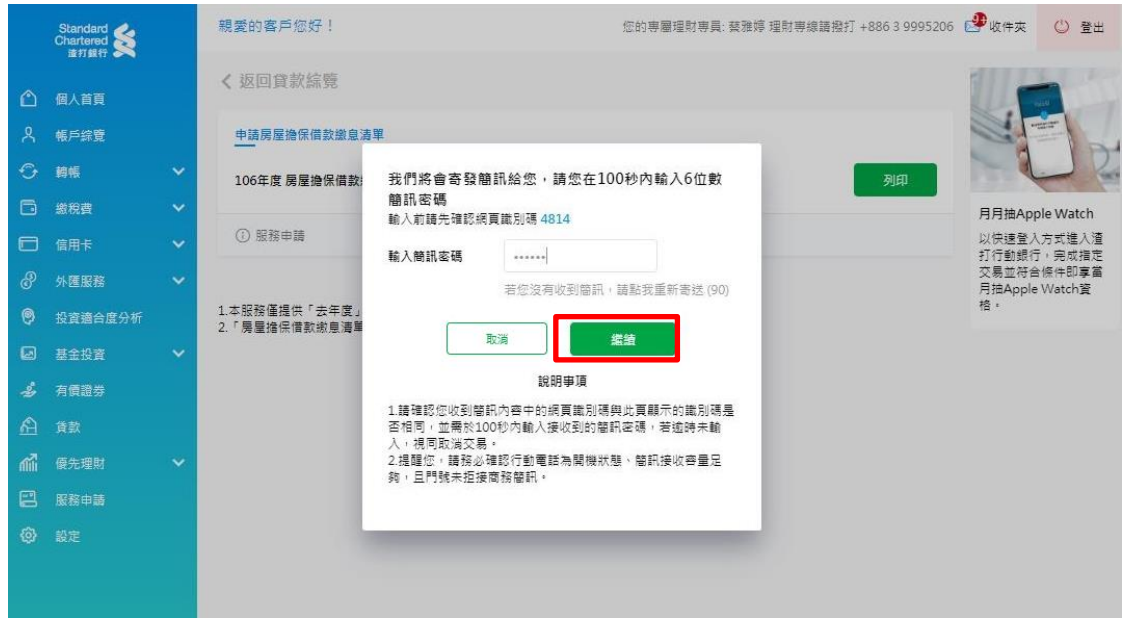 Standard
Chartered
渣打銀行
親愛的客戶您好！
您的專屬理財專員: 蔡雅婷 理財專線請撥打 +886 3 9995206
收件夾
登出
返回貸款綜覽
個人首頁
帳戶綜覽
轉帳
繳稅費
信用卡
外匯服務
投資適合度分析
基金投資
有價證券
貸款
優先理財
服務申請
設定
申請房屋擔保借款繳息清單
106年度 房屋擔保借款
列印
服務申請
1.本服務僅提供「去年度」
2.「房屋擔保借款繳息清單
我們將會寄發簡訊給您，請您在100秒內輸入6位數
簡訊密碼
輸入前請先確認網頁識別碼 4814
輸入簡訊密碼
••••••
若您沒有收到簡訊，請點我重新寄送 (90)
取消
繼續
說明事項
1.請確認您收到簡訊內容中的網頁識別碼與此頁顯示的識別碼是
否相同，並需於100秒內輸入接收到的簡訊密碼，若逾時未輸
入，視同取消交易。
2.提醒您，請務必確認行動電話為開機狀態、簡訊接收容量足
夠，且門號未拒接商務簡訊。
月月抽Apple Watch
以快速登入方式進入渣
打行動銀行，完成指定
交易並符合條件即享當
月抽Apple Watch資
格。